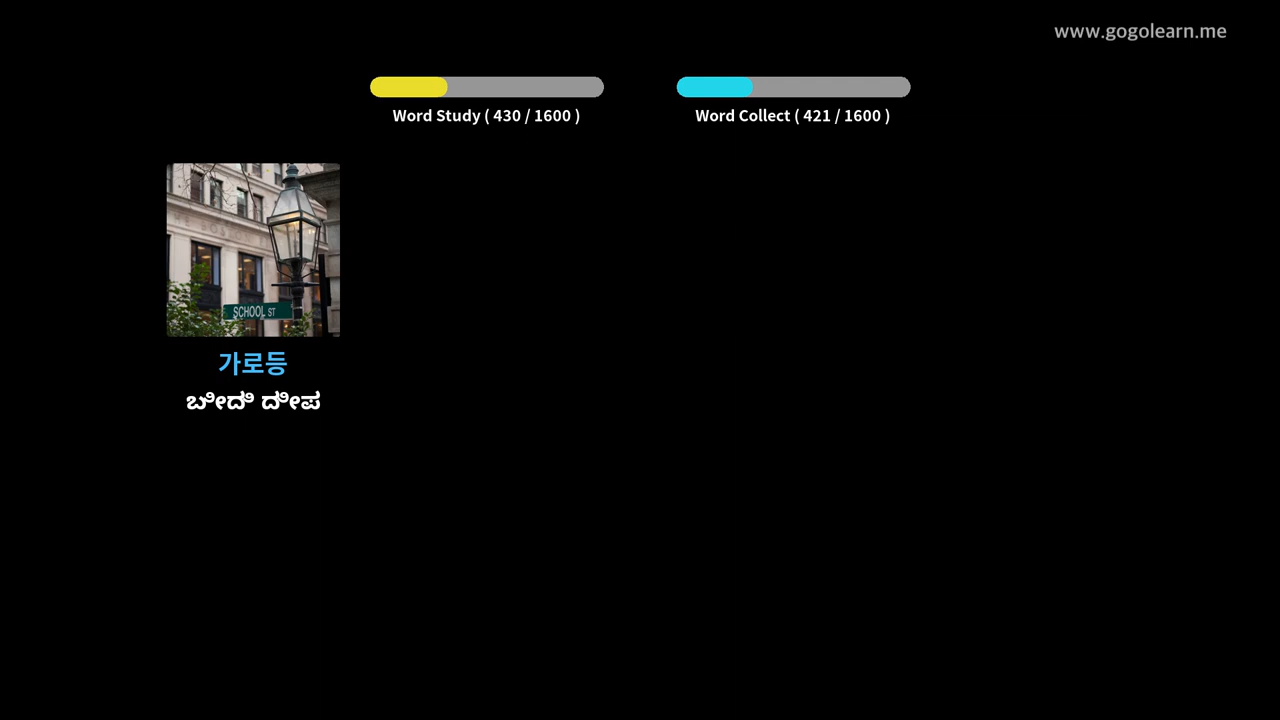 www.gogolearn.me
Word Study ( 430 / 1600 )
Word Collect ( 421 / 1600 )
SCHOOL ST
가로등
ಬೀದಿ ದೀಪ